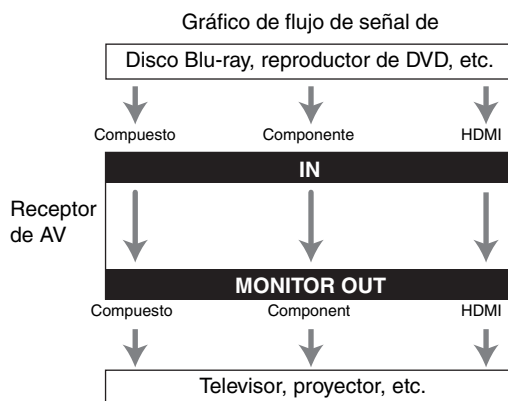 Gráfico de flujo de señal de
Disco Blu-ray, reproductor de DVD, etc.
Compuesto Componente HDMI
IN
Receptor
de AV
MONITOR OUT
Compuesto Component HDMI
Televisor, proyector, etc.